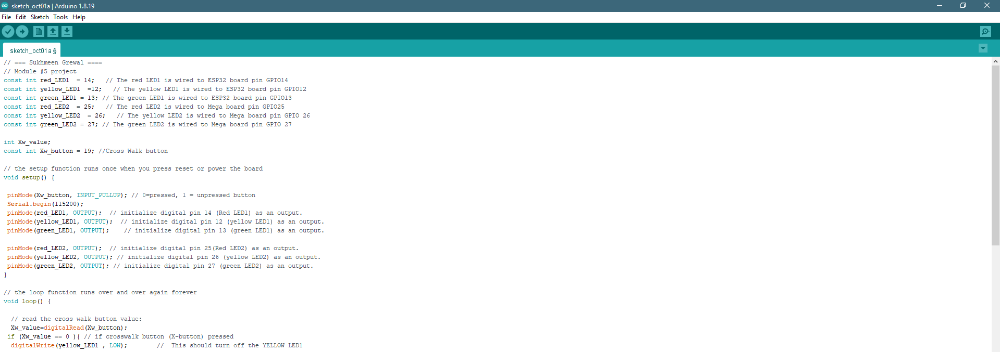 sketch_oct01a | Arduino 1.8.19
File Edit Sketch Tools Help
sketch_oct01a §
// === Sukhmeen Grewal ====
// Module #5 project
const int red_LED1  = 14;   // The red LED1 is wired to ESP32 board pin GPIO14
const int yellow_LED1  =12;   // The yellow LED1 is wired to ESP32 board pin GPIO12
const int green_LED1 = 13; // The green LED1 is wired to ESP32 board pin GPIO13
const int red_LED2  = 25;   // The red LED2 is wired to Mega board pin GPIO25
const int yellow_LED2  = 26;   // The yellow LED2 is wired to Mega board pin GPIO 26
const int green_LED2 = 27; // The green LED2 is wired to Mega board pin GPIO 27
int Xw_value;
const int Xw_button = 19; //Cross Walk button
// the setup function runs once when you press reset or power the board
void setup() {
pinMode(Xw_button, INPUT_PULLUP); // 0=pressed, 1 = unpressed button
Serial.begin(115200);
pinMode(red_LED1, OUTPUT);  // initialize digital pin 14 (Red LED1) as an output.
pinMode(yellow_LED1, OUTPUT);  // initialize digital pin 12 (yellow LED1) as an output.
pinMode(green_LED1, OUTPUT);    // initialize digital pin 13 (green LED1) as an output.
pinMode(red_LED2, OUTPUT);  // initialize digital pin 25(Red LED2) as an output.
pinMode(yellow_LED2, OUTPUT); // initialize digital pin 26 (yellow LED2) as an output.
pinMode(green_LED2, OUTPUT); // initialize digital pin 27 (green LED2) as an output.
}
// the loop function runs over and over again forever
void loop() {
// read the cross walk button value:
Xw_value=digitalRead(Xw_button);
if (Xw_value == 0 ){ // if crosswalk button (X-button) pressed
digitalWrite(yellow_LED1 , LOW);        //  This should turn off the YELLOW LED1